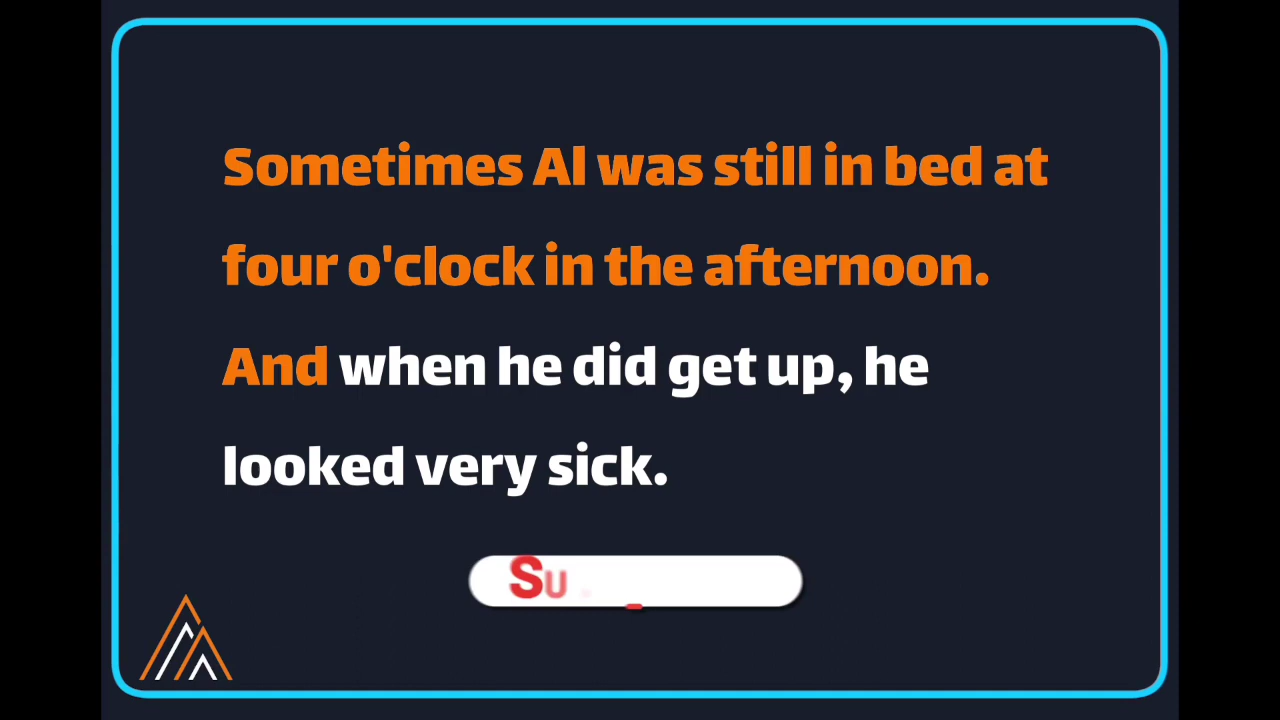 Sometimes Al was still in bed at
four o'clock in the afternoon.
And when he did get up, he
looked very sick.
Su